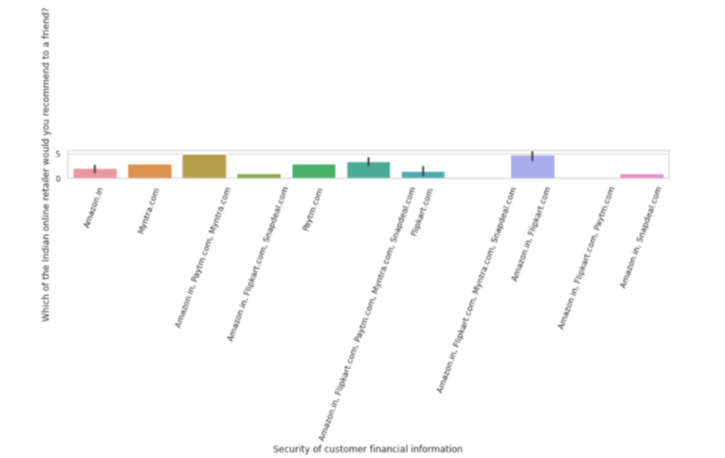 Which of the Indian online retailer would you recommend to a friend?
5
0
Amazon.in
Myntra.com
Amazon.in, Paytm.com, Myntra.com
Amazon.in, Flipkart.com, Snapdeal.com
Paytm.com
Amazon.in, Flipkart.com, Paytm.com, Myntra.com, Snapdeal.com
Flipkart.com
Amazon.in, Flipkart.com, Myntra.com, Snapdeal.com
Amazon.in, Flipkart.com
Amazon.in, Flipkart.com, Paytm.com
Amazon.in, Snapdeal.com
Security of customer financial information